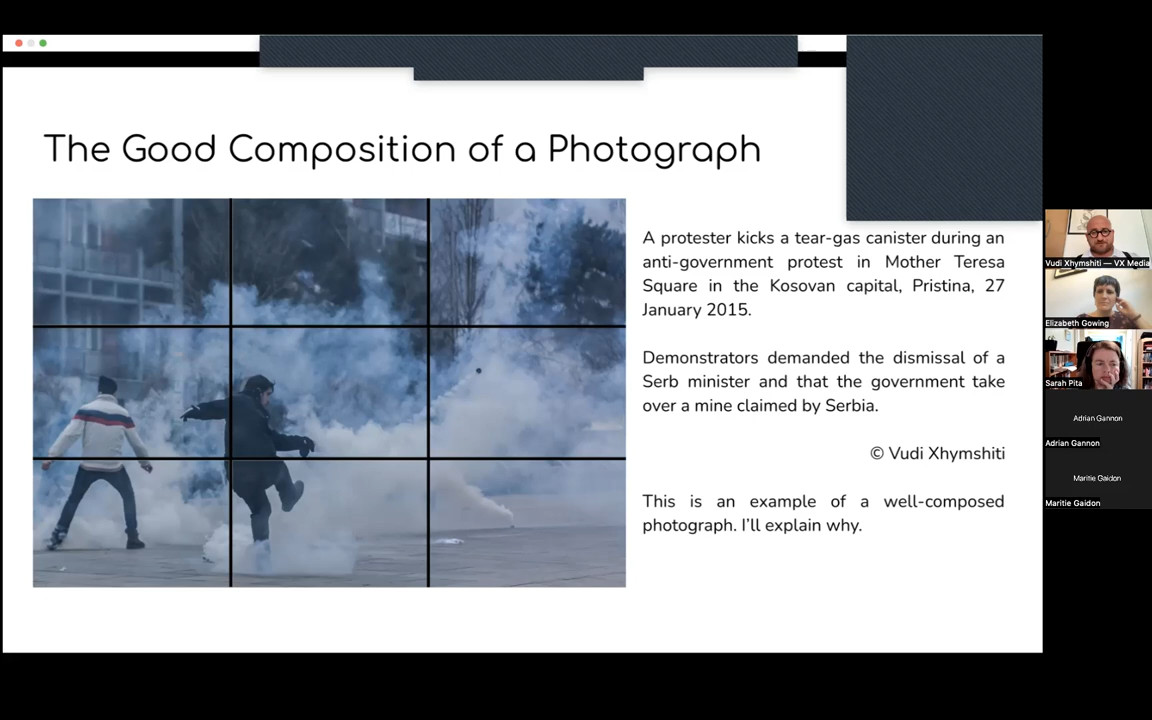 The Good Composition of a Photograph
A protester kicks a tear-gas canister during an
anti-government protest in Mother Teresa
Square in the Kosovan capital, Pristina, 27
January 2015.
Demonstrators demanded the dismissal of a
Serb minister and that the government take
over a mine claimed by Serbia.
© Vudi Xhymshiti
This is an example of a well-composed
photograph. I’ll explain why.
Vudi Xhymshiti — VX Media
Elizabeth Gowing
Sarah Pita
Adrian Gannon
Adrian Gannon
Maritie Gaidon
Maritie Gaidon